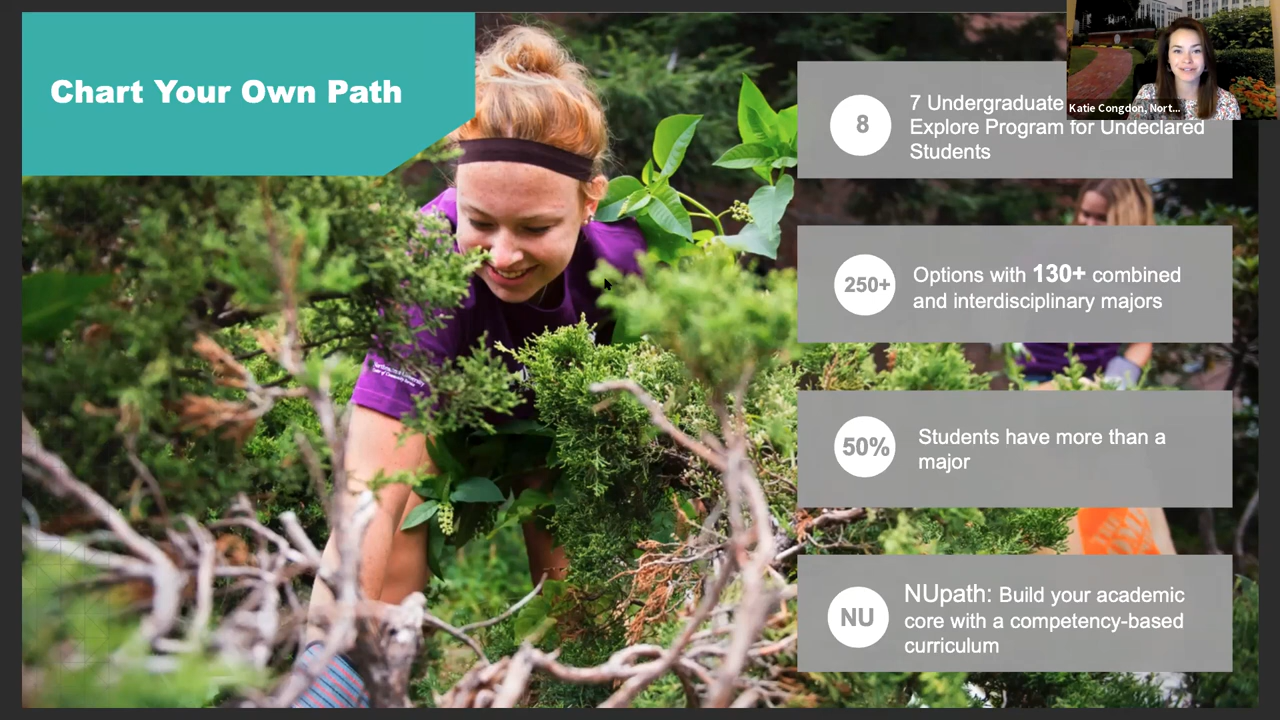 Chart Your Own Path
8
7 Undergraduate
Explore Program for Undeclared
Students
Katie Congdon, Nort...
250+
Options with 130+ combined
and interdisciplinary majors
50%
Students have more than a
major
NU
NUpath: Build your academic
core with a competency-based
curriculum